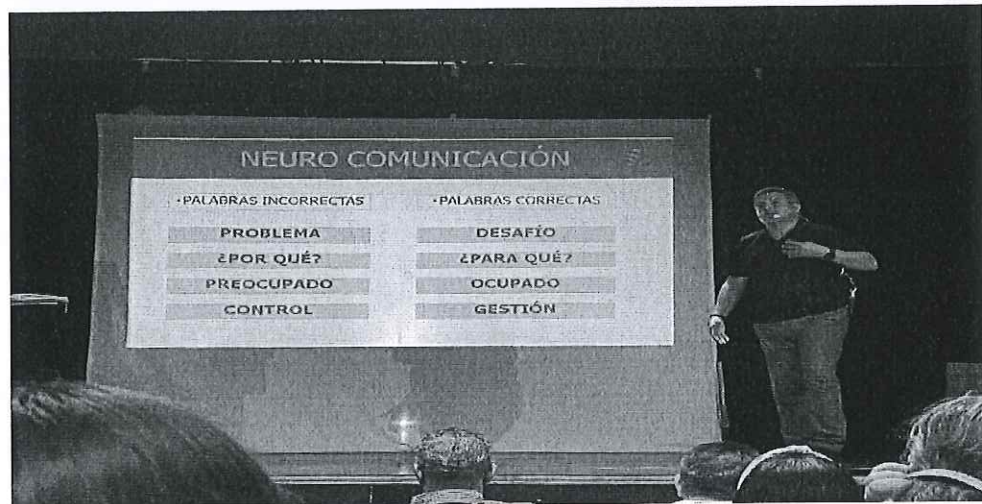 NEURO COMUNICACIÓN
•PALABRAS INCORRECTAS
PROBLEMA
¿POR QUÉ?
PREOCUPADO
CONTROL
•PALABRAS CORRECTAS
DESAFÍO
¿PARA QUÉ?
OCUPADO
GESTIÓN